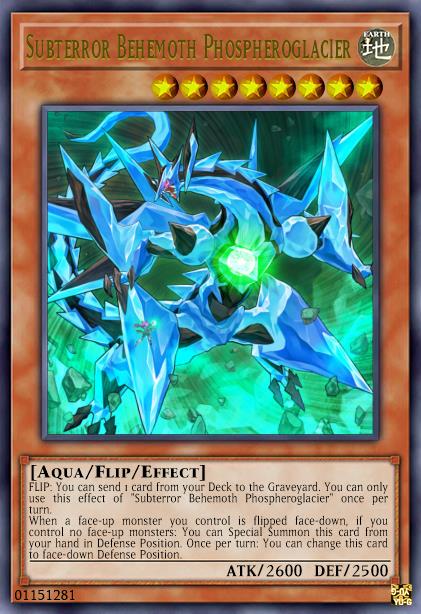 Subterror Behemoth Phospheroglacier
EARTH
地
[Aqua/Flip/Effect]
FLIP: You can send 1 card from your Deck to the Graveyard. You can only
use this effect of "Subterror Behemoth Phospheroglacier" once per
turn.
When a face-up monster you control is flipped face-down, if you
control no face-up monsters: You can Special Summon this card from
your hand in Defense Position. Once per turn: You can change this card
to face-down Defense Position.
ATK/2600 DEF/2500
01151281